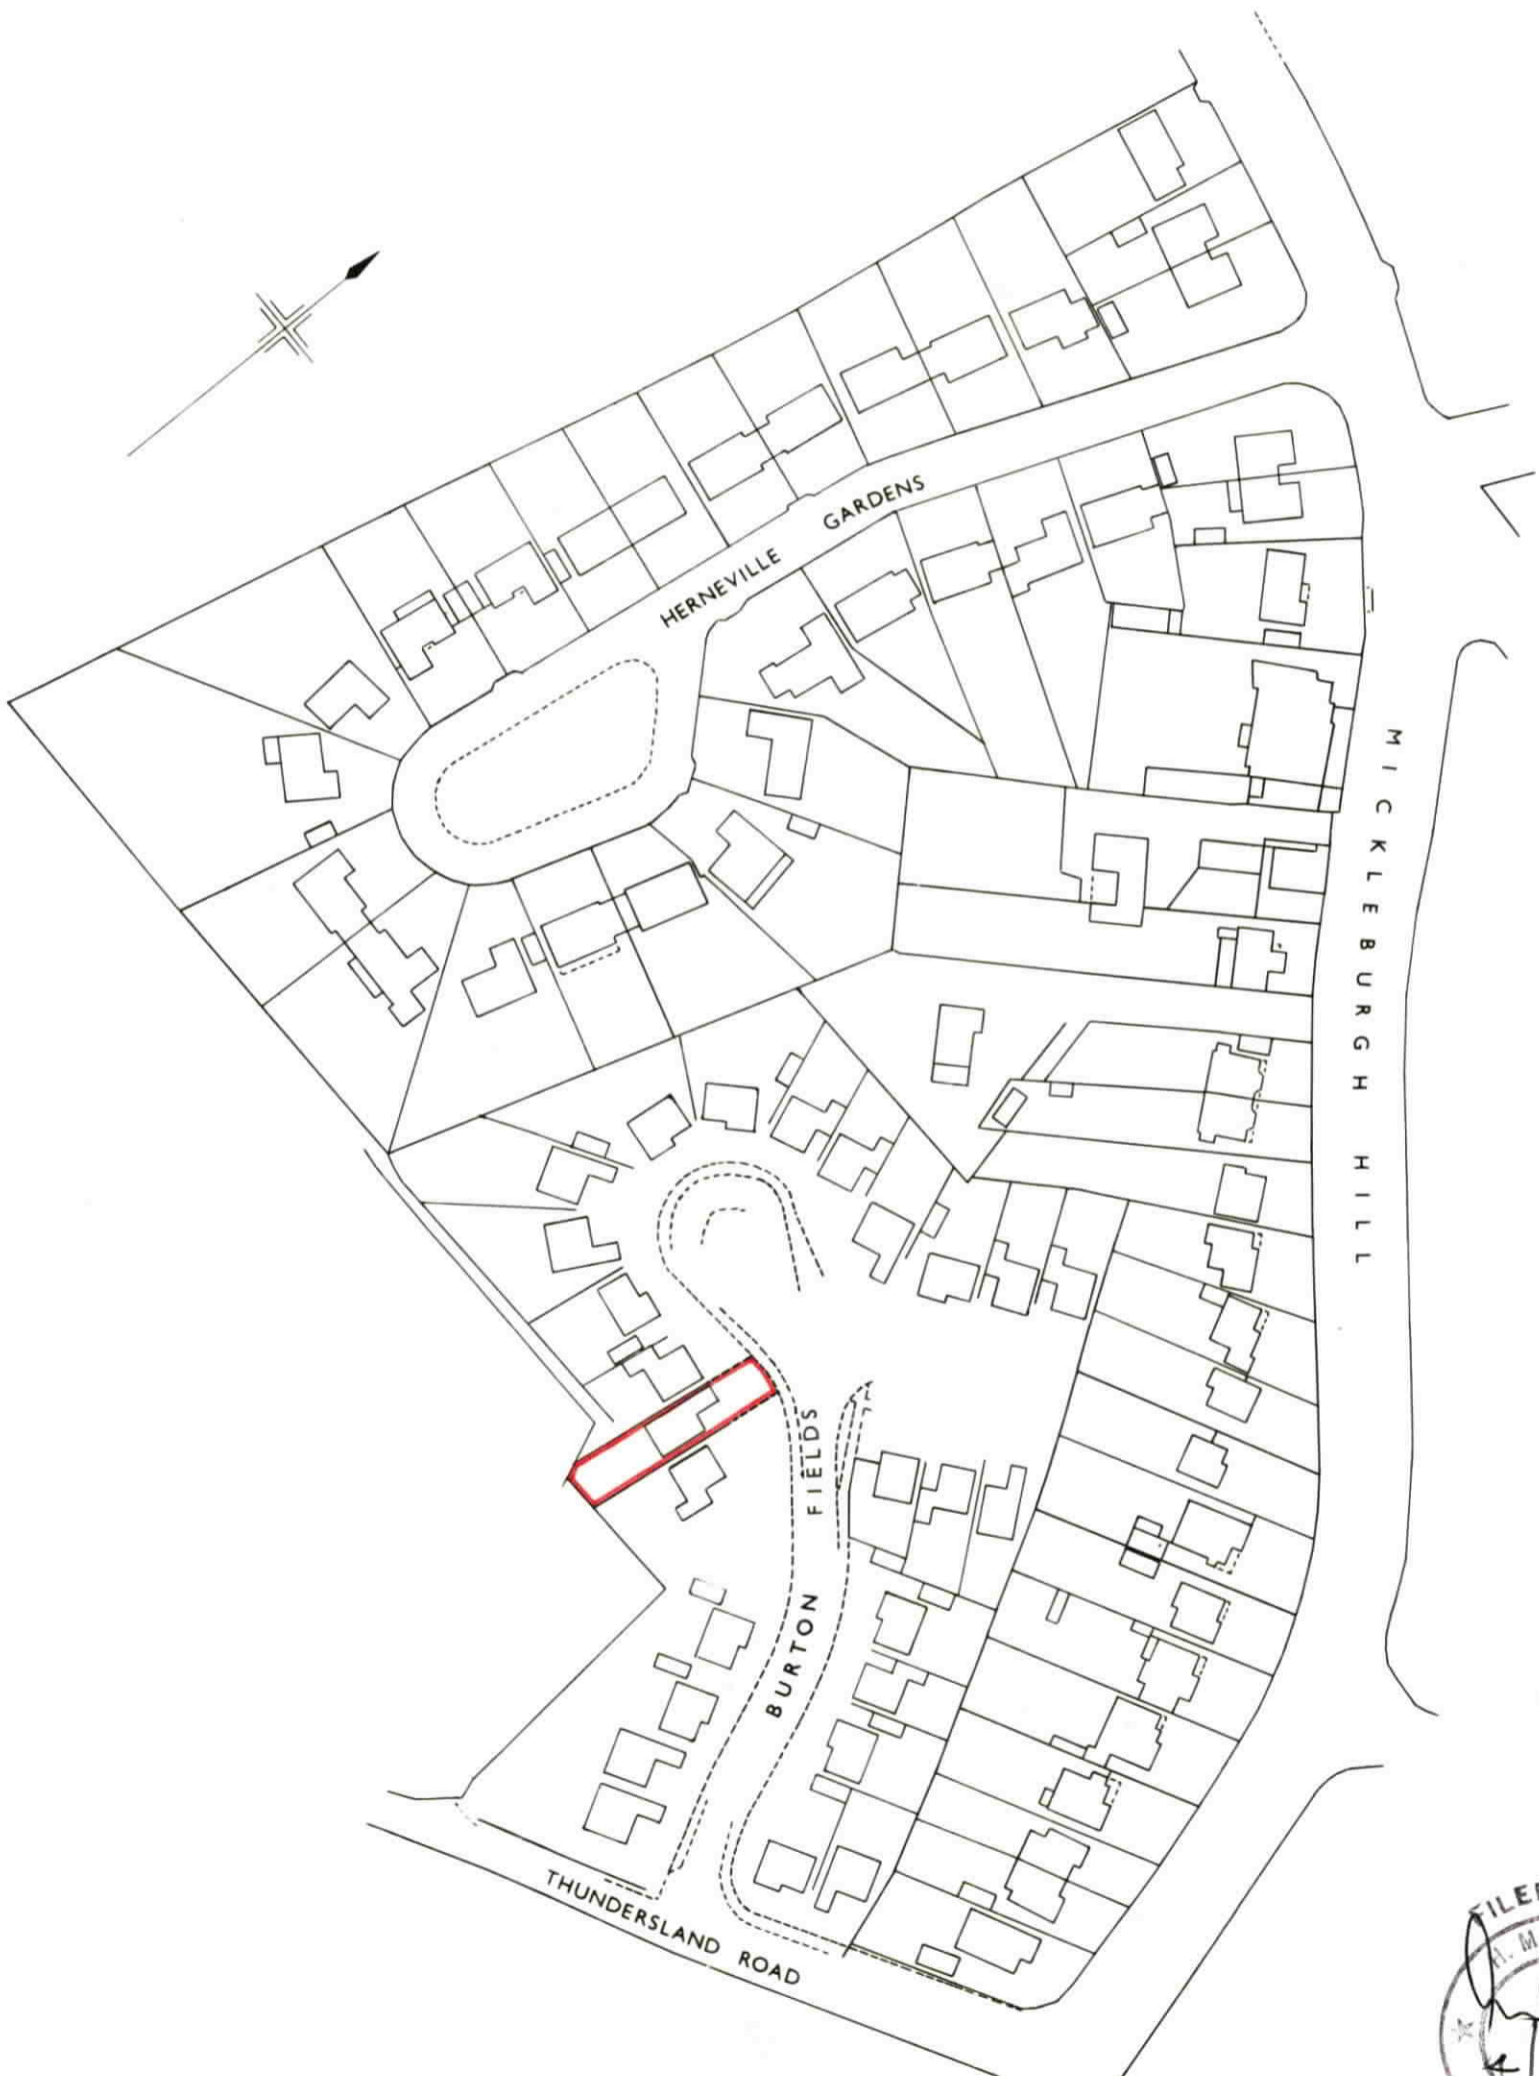 HERNEVILLE GARDENS
MICKLEBURGH HILL
BURTON FIELDS
THUNDERSLAND ROAD
H. M.